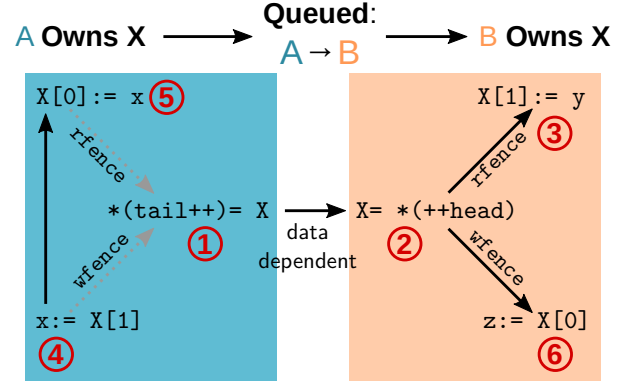 A Owns X
Queued:
A → B
B Owns X
X[0]:= x 5
rfence
*(tail++)= X
1
wfence
x:= X[1]
4
data
dependent
X[1]:= y
3
rfence
X= *(++head)
2
wfence
z:= X[0]
6